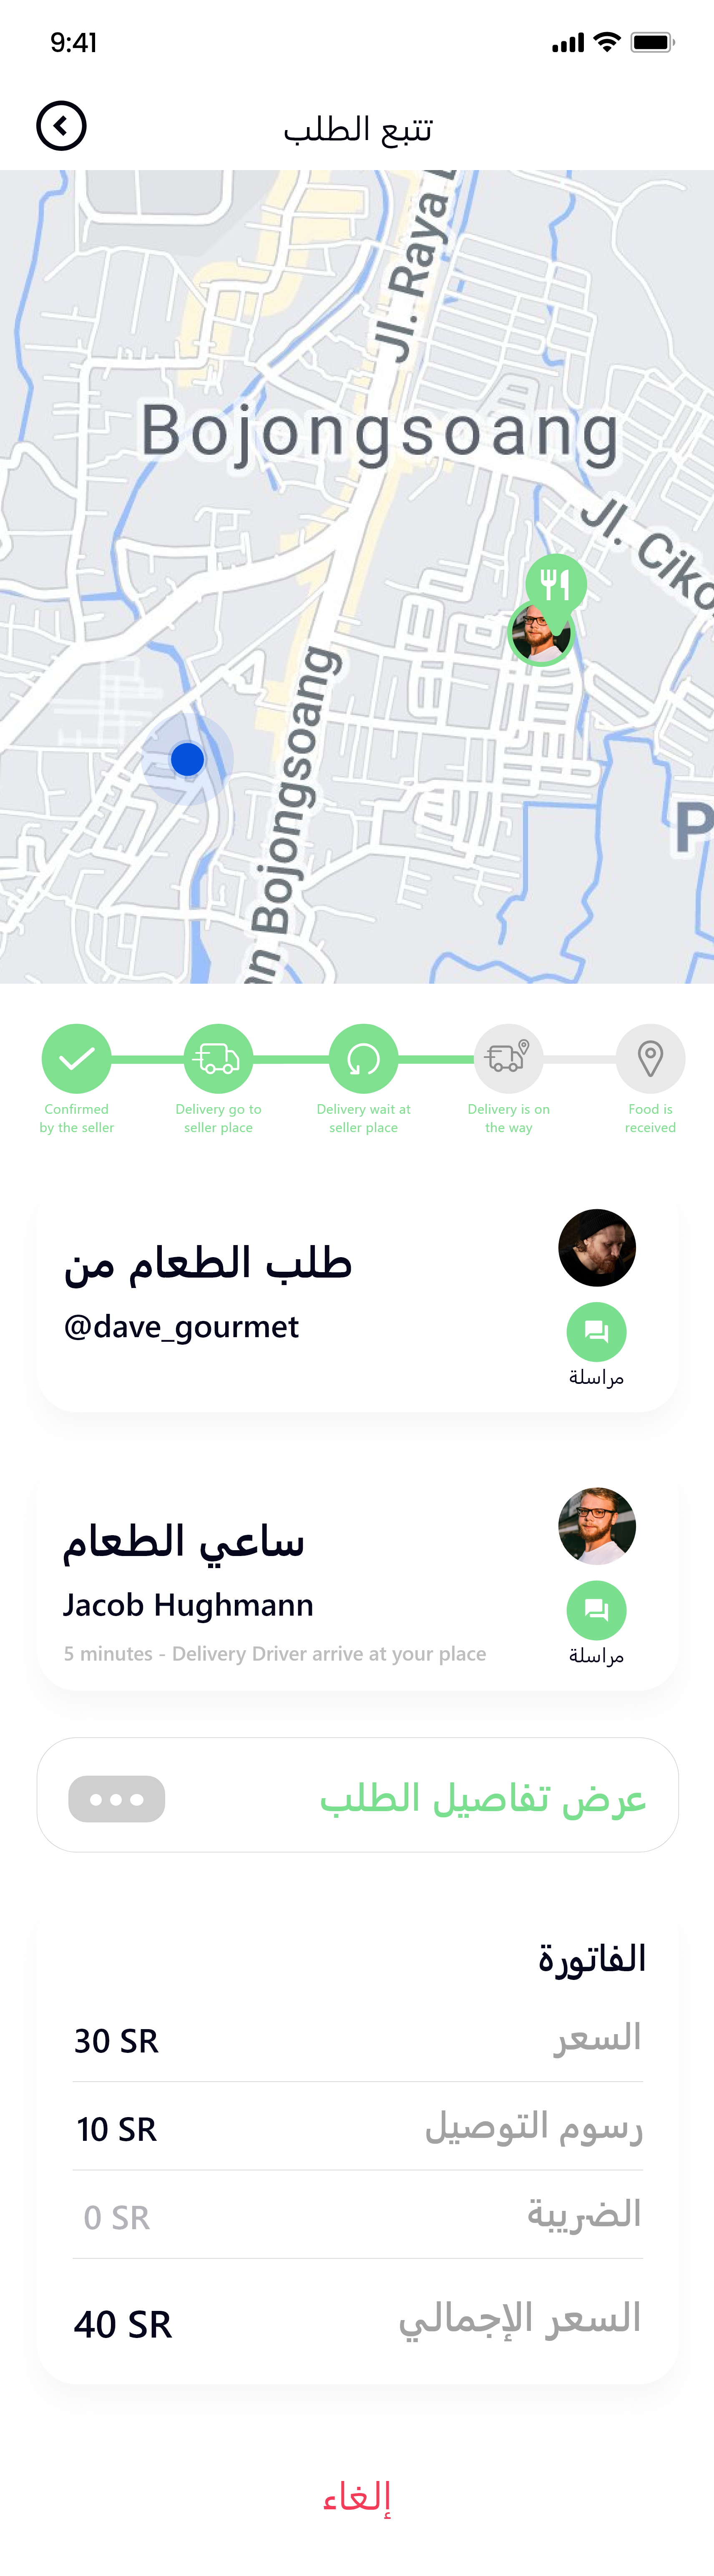 9:41
تتبع الطلب
Jl. Raya
Bojongsoang
Jl. Ciko
an Bojongsoang
P
Confirmed
by the seller
Delivery go to
seller place
Delivery wait at
seller place
Delivery is on
the way
Food is
received
طلب الطعام من
@dave_gourmet
مراسلة
ساعي الطعام
Jacob Hughmann
5 minutes - Delivery Driver arrive at your place
مراسلة
عرض تفاصيل الطلب
الفاتورة
السعر 30 SR
رسوم التوصيل 10 SR
الضريبة 0 SR
السعر الإجمالي 40 SR
إلغاء